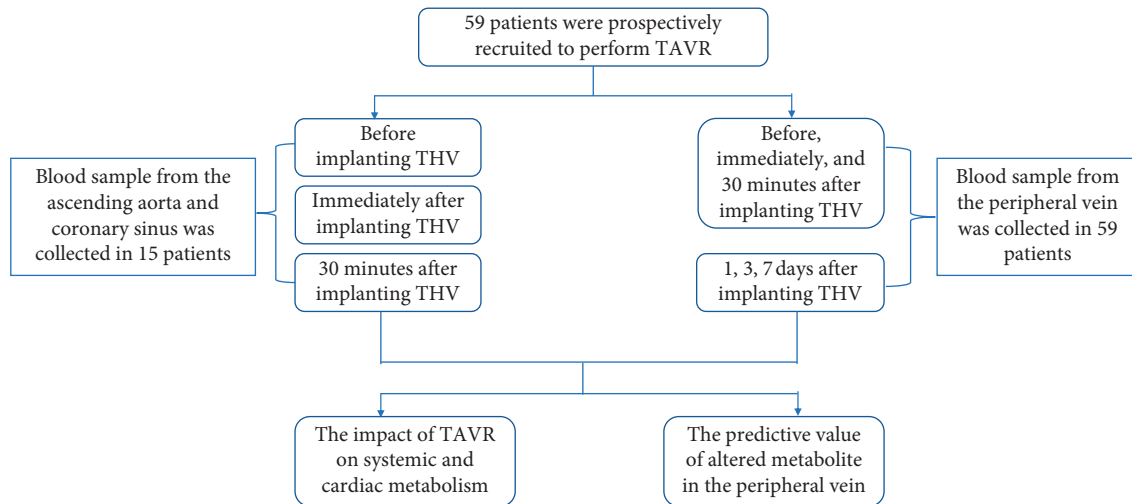 59 patients were prospectively
recruited to perform TAVR
Before
implanting THV
Immediately after
implanting THV
30 minutes after
implanting THV
Blood sample from the
ascending aorta and
coronary sinus was
collected in 15 patients
Before,
immediately, and
30 minutes after
implanting THV
1, 3, 7 days after
implanting THV
Blood sample from
the peripheral vein
was collected in 59
patients
The impact of TAVR
on systemic and
cardiac metabolism
The predictive value
of altered metabolite
in the peripheral vein